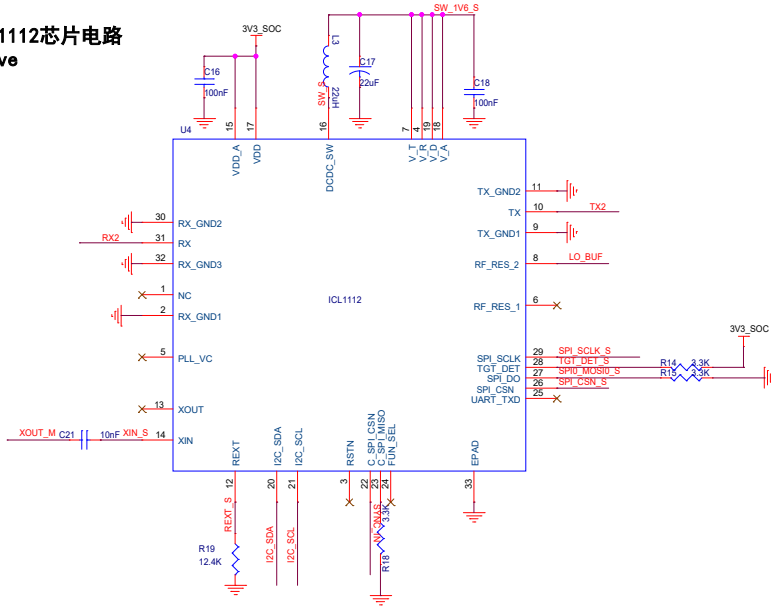 1112芯片电路
ve
3V3_SOC
SW_1V6_S
C16
100nF
L3
22uH
SW_S
C17
22uF
C18
100nF
U4
15
17
16
7
4
19
18
VDD_A
VDD
DCDC_SW
V_T
V_R
V_D
V_A
30
RX_GND2
RX2
31
RX
32
RX_GND3
1
NC
2
RX_GND1
5
PLL_VC
13
XOUT
XOUT_M
C21
10nF
XIN_S
14
XIN
ICL1112
TX_GND2
11
TX
10
TX2
TX_GND1
9
RF_RES_2
8
LO_BUF
RF_RES_1
6
3V3_SOC
SPI_SCLK
29
SPI_SCLK_S
TGT_DET
28
TGT_DET_S
R14
3.3K
SPI_DO
27
SPI0_MOSI0_S
R15
3.3K
SPI_CSN
26
SPI_CSN_S
UART_TXD
25
REXT
I2C_SDA
I2C_SCL
RSTN
C_SPI_CSN
C_SPI_MISO
FUN_SEL
EPAD
12
20
21
3
22
23
24
33
REXT_S
I2C_SDA
I2C_SCL
SYNC_IN
3.3K
R18
R19
12.4K